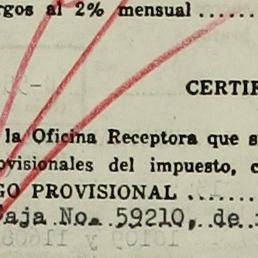 rgos al 2% mensual ......
CERTIF
la Oficina Receptora que s
ovisionales del impuesto, c
GO PROVISIONAL .......
aja No. 59210, de